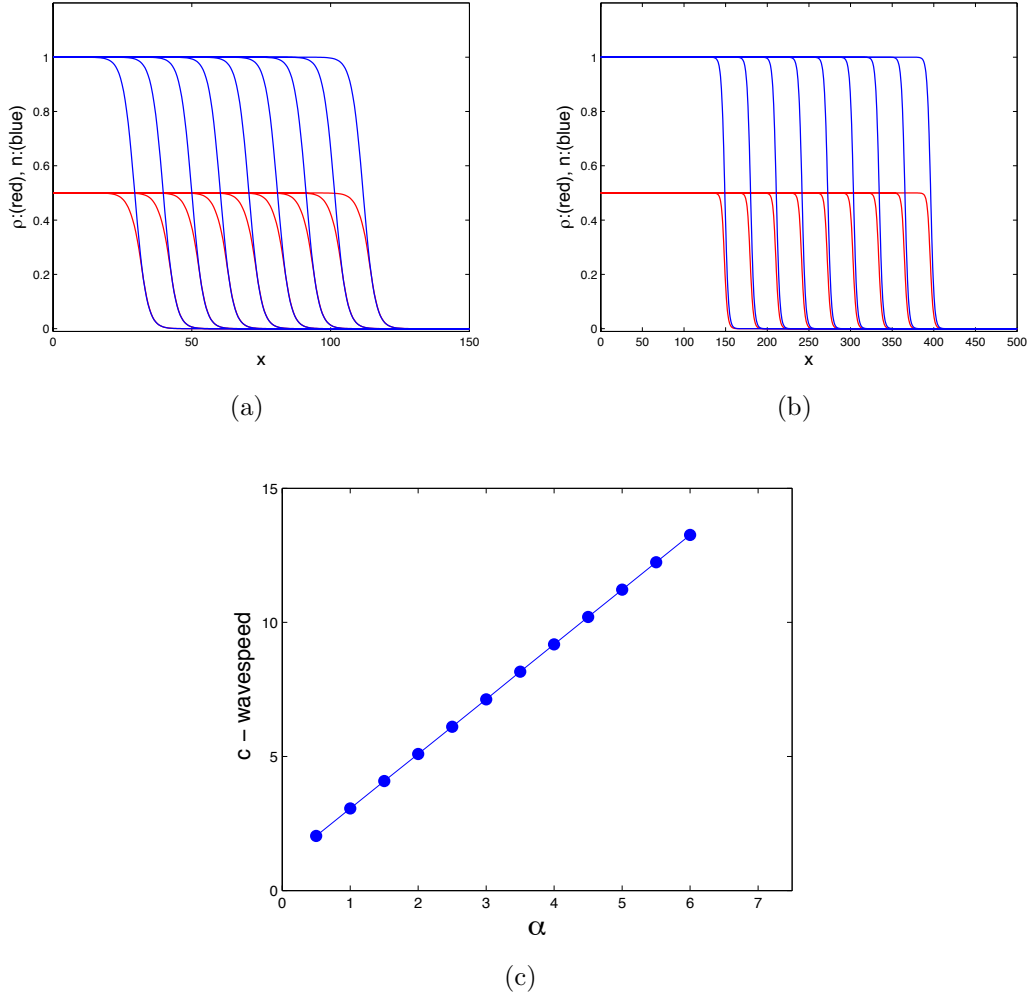 1
0.8
0.6
0.4
0.2
0
ρ:(red), n:(blue)
0 50 100 150
x
(a)
1
0.8
0.6
0.4
0.2
0
ρ:(red), n:(blue)
0 50 100 150 200 250 300 350 400 450 500
x
(b)
15
10
5
0
c − wavespeed
0 1 2 3 4 5 6 7
α
(c)